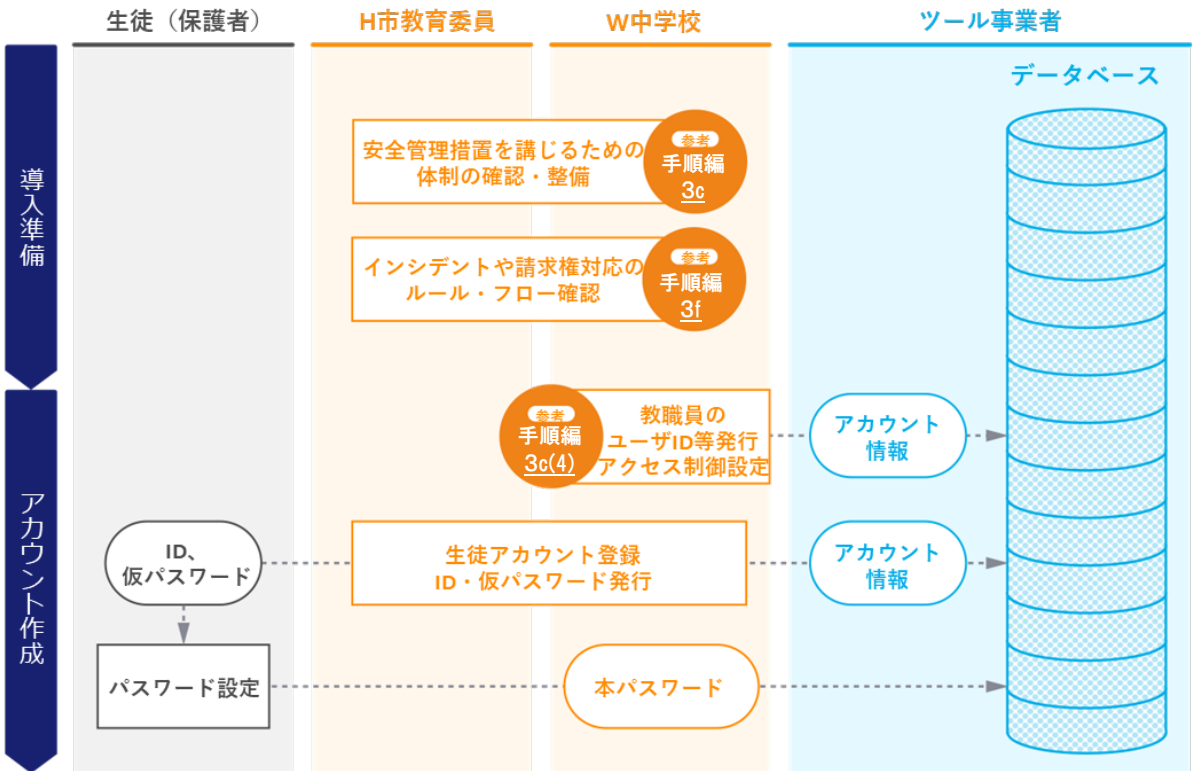 生徒（保護者）
H市教育委員
W中学校
ツール事業者
データベース
導入準備
安全管理措置を講じるための
体制の確認・整備
参考
手順編
3c
インシデントや請求権対応の
ルール・フロー確認
参考
手順編
3f
アカウント作成
参考
手順編
3c(4)
教職員の
ユーザID等発行
アクセス制御設定
アカウント
情報
ID、
仮パスワード
生徒アカウント登録
ID・仮パスワード発行
アカウント
情報
パスワード設定
本パスワード